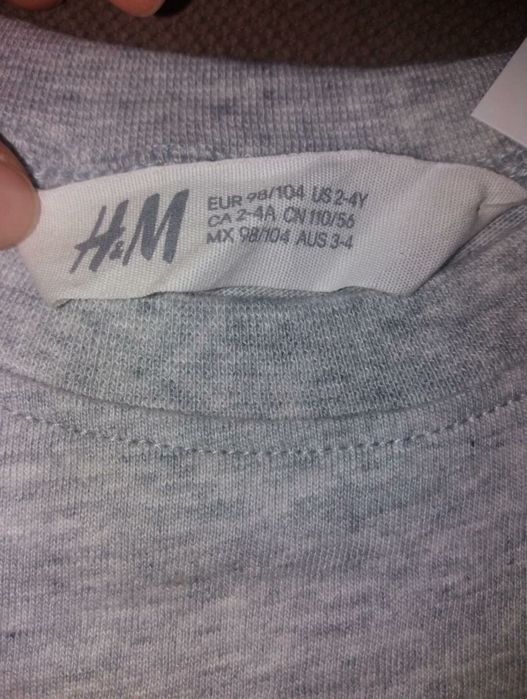 H&M
EUR 98/104 US 2-4Y
CA 2-4A CN 110/56
MX 98/104 AUS 3-4